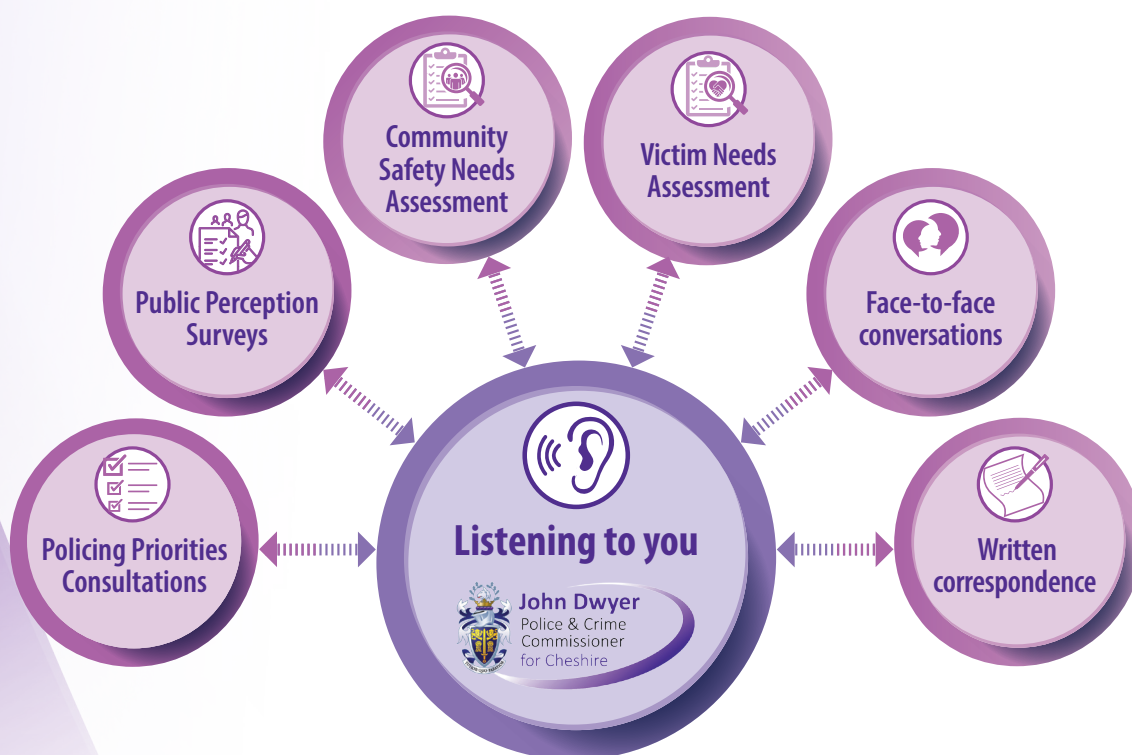 Community
Safety Needs
Assessment
Victim Needs
Assessment
Public Perception
Surveys
Face-to-face
conversations
Policing Priorities
Consultations
Listening to you
John Dwyer
Police & Crime
Commissioner
for Cheshire
Written
correspondence